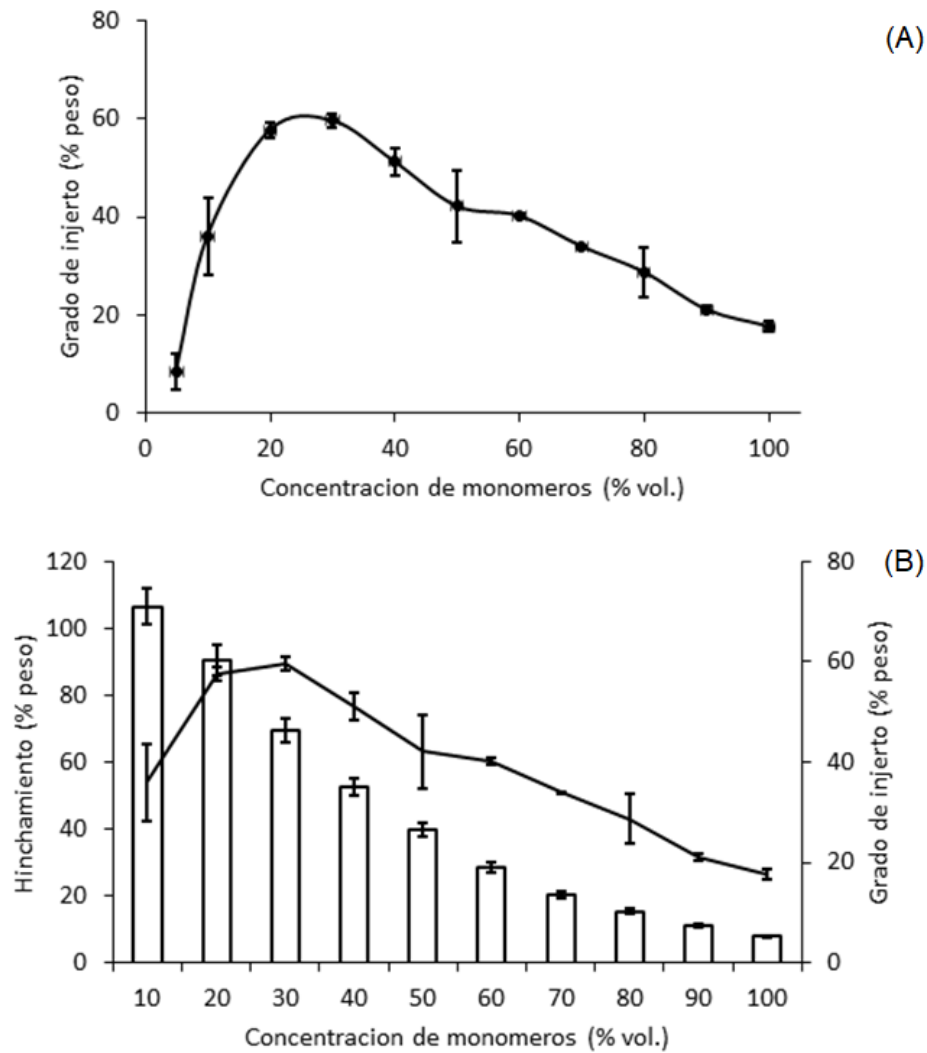 (A)
Grado de injerto (% peso)
80
60
40
20
0
0 20 40 60 80 100
Concentracion de monomeros (% vol.)
(B)
Hinchamiento (% peso)
120
100
80
60
40
20
0
80
60
40
20
0
Grado de injerto (% peso)
10 20 30 40 50 60 70 80 90 100
Concentracion de monomeros (% vol.)